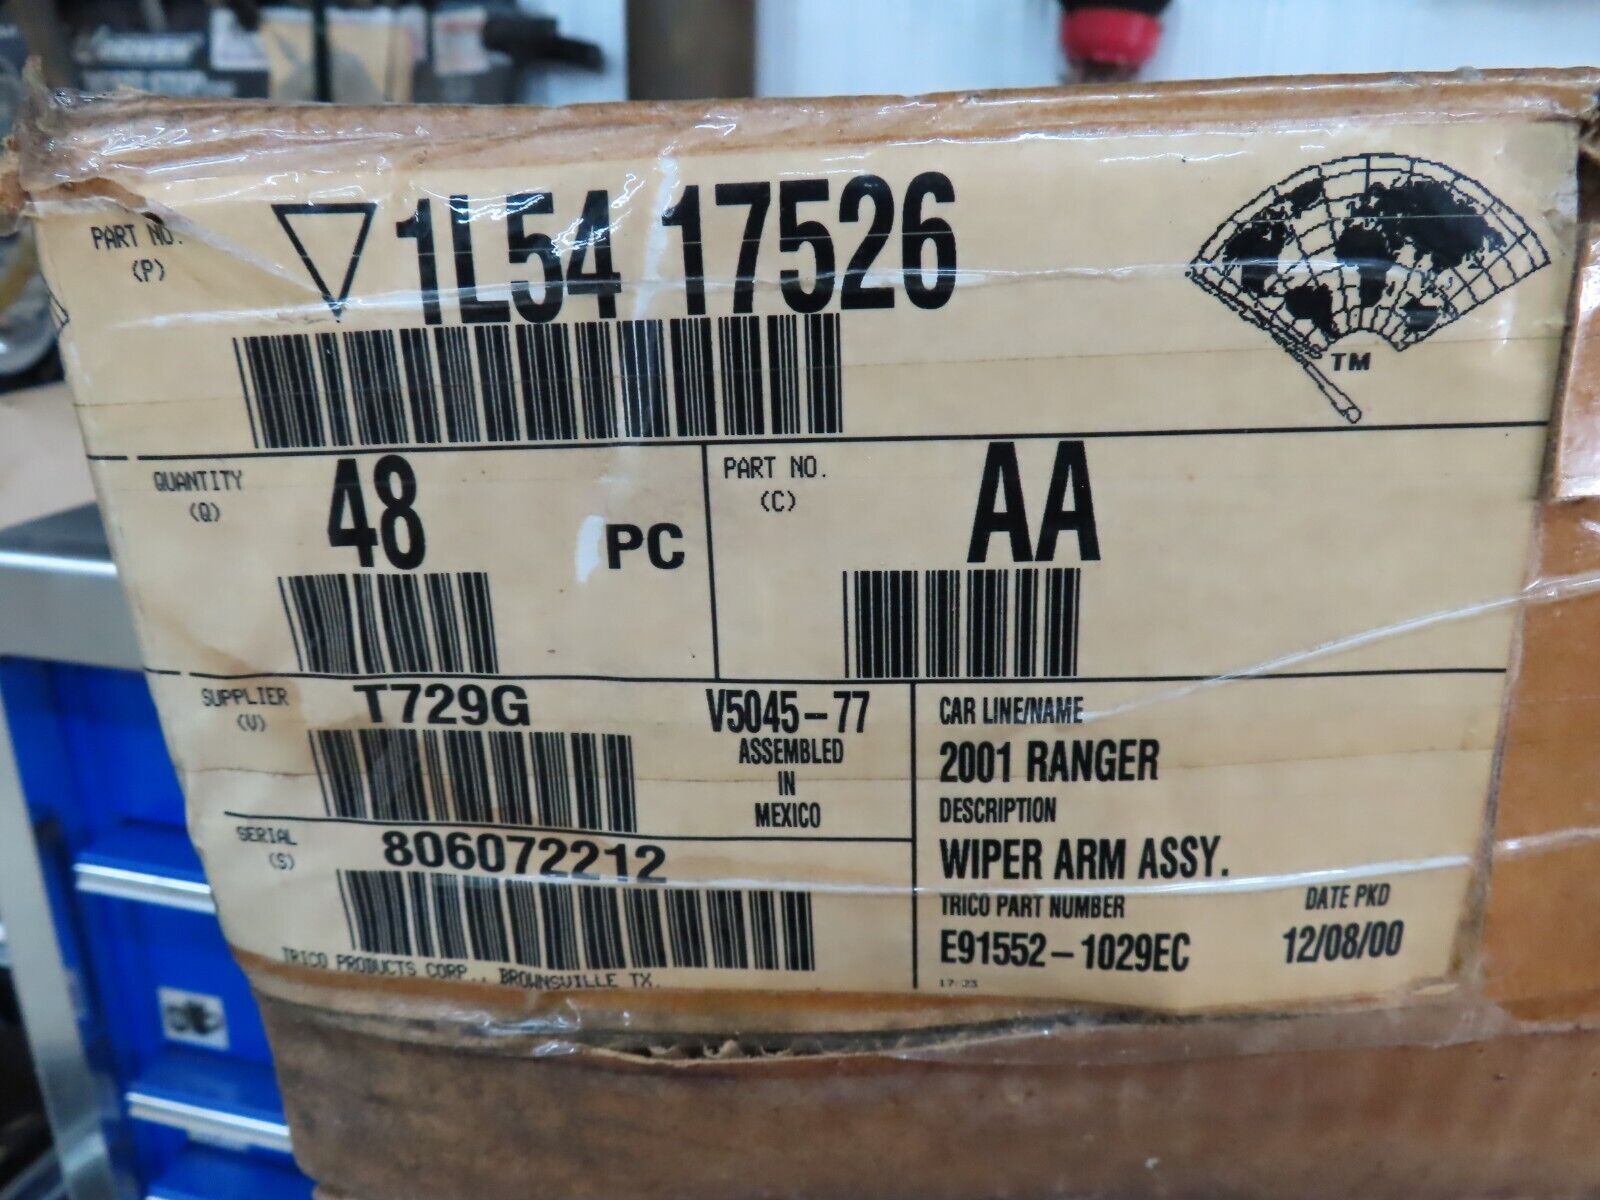 PART NO.
(P)
1L54 17526
TM
QUANTITY
(Q)
48
PC
PART NO.
(C)
AA
SUPPLIER
(V)
T729G
V5045-77
ASSEMBLED
IN
MEXICO
SERIAL
(S)
806072212
TRICO PRODUCTS CORP., BROWNSVILLE TX.
CAR LINE/NAME
2001 RANGER
DESCRIPTION
WIPER ARM ASSY.
TRICO PART NUMBER
E91552-1029EC
DATE PKD
12/08/00
17:23